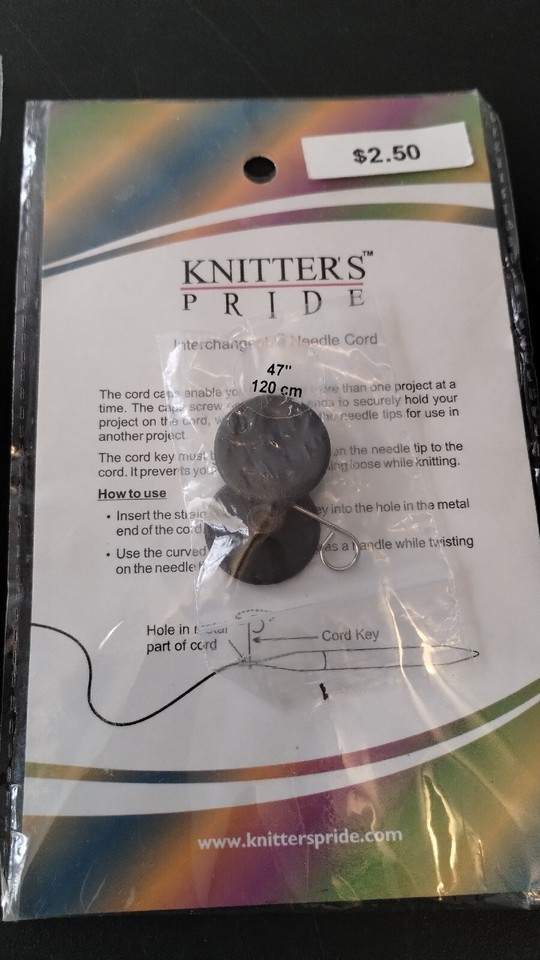 $2.50
KNITTER'S™
PRIDE
Needle Cord
47"
120 cm
The cord caps enable than one project at a
time. The caps screw to securely hold your
project on the cord, the needle tips for use in
another project
The cord key must on the needle tip to the
cord. It prevents loose while knitting.
How to use
• Insert the into the hole in the metal
end of the cord
• Use the curved as a handle while twisting
on the needle
Hole in metal
part of cord
Cord Key
www.knitterspride.com